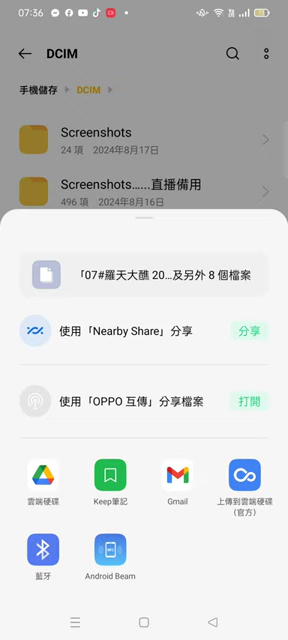 07:36
DCIM
手機儲存 DCIM
Screenshots
24 項 2024年8月17日
Screenshots......直播備用
496 項 2024年8月16日
「07#羅天大醮 20...及另外 8 個檔案
使用「Nearby Share」分享 分享
使用「OPPO 互傳」分享檔案 打開
雲端硬碟 Keep筆記 Gmail 上傳到雲端硬碟
（官方）
藍牙 Android Beam